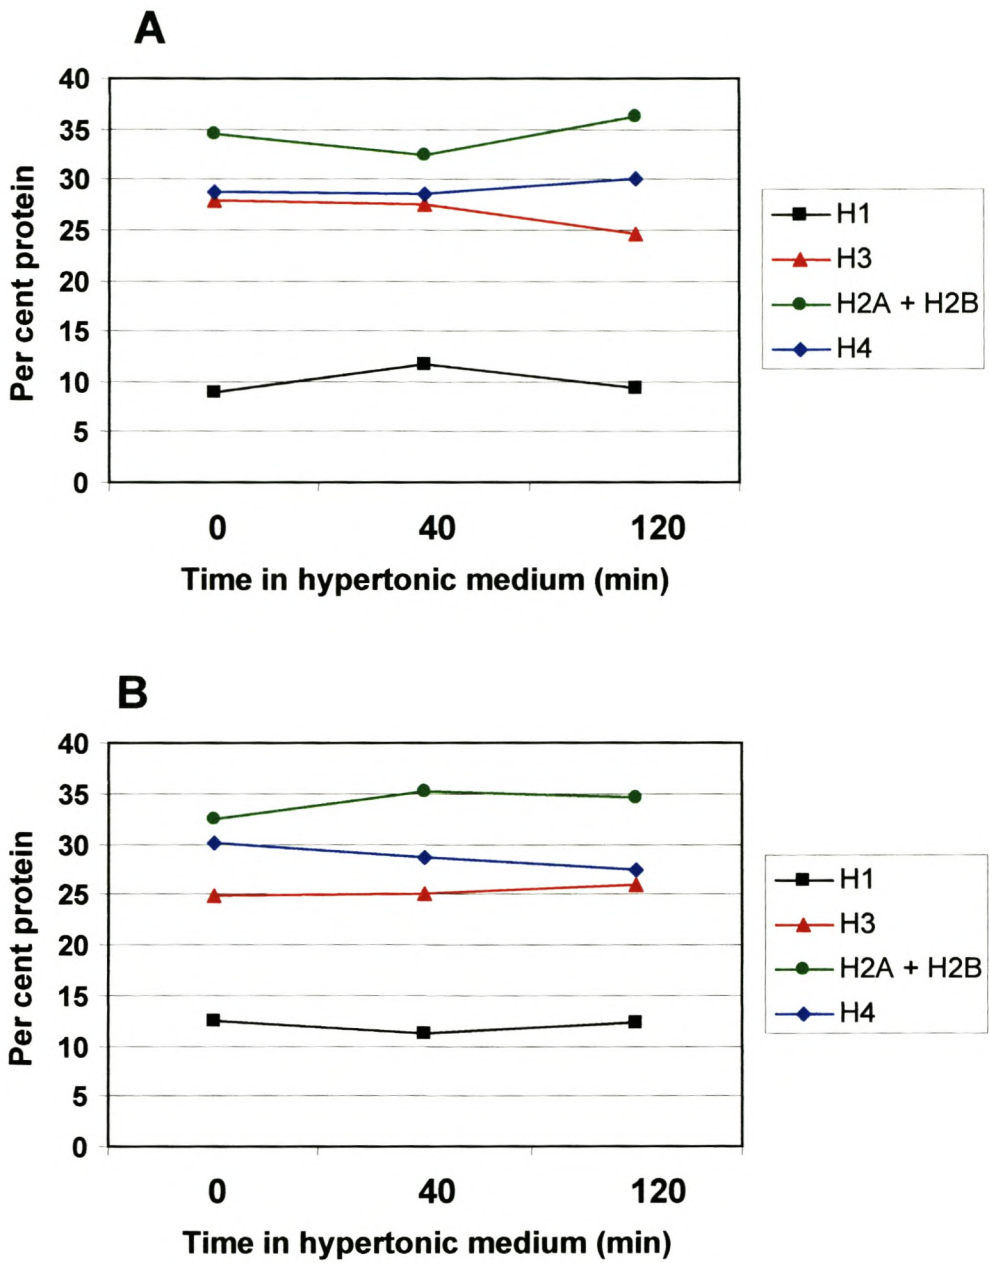 A
40
35
30
25
20
15
10
5
0
Per cent protein
0 40 120
Time in hypertonic medium (min)
H1
H3
H2A + H2B
H4
B
40
35
30
25
20
15
10
5
0
Per cent protein
0 40 120
Time in hypertonic medium (min)
H1
H3
H2A + H2B
H4